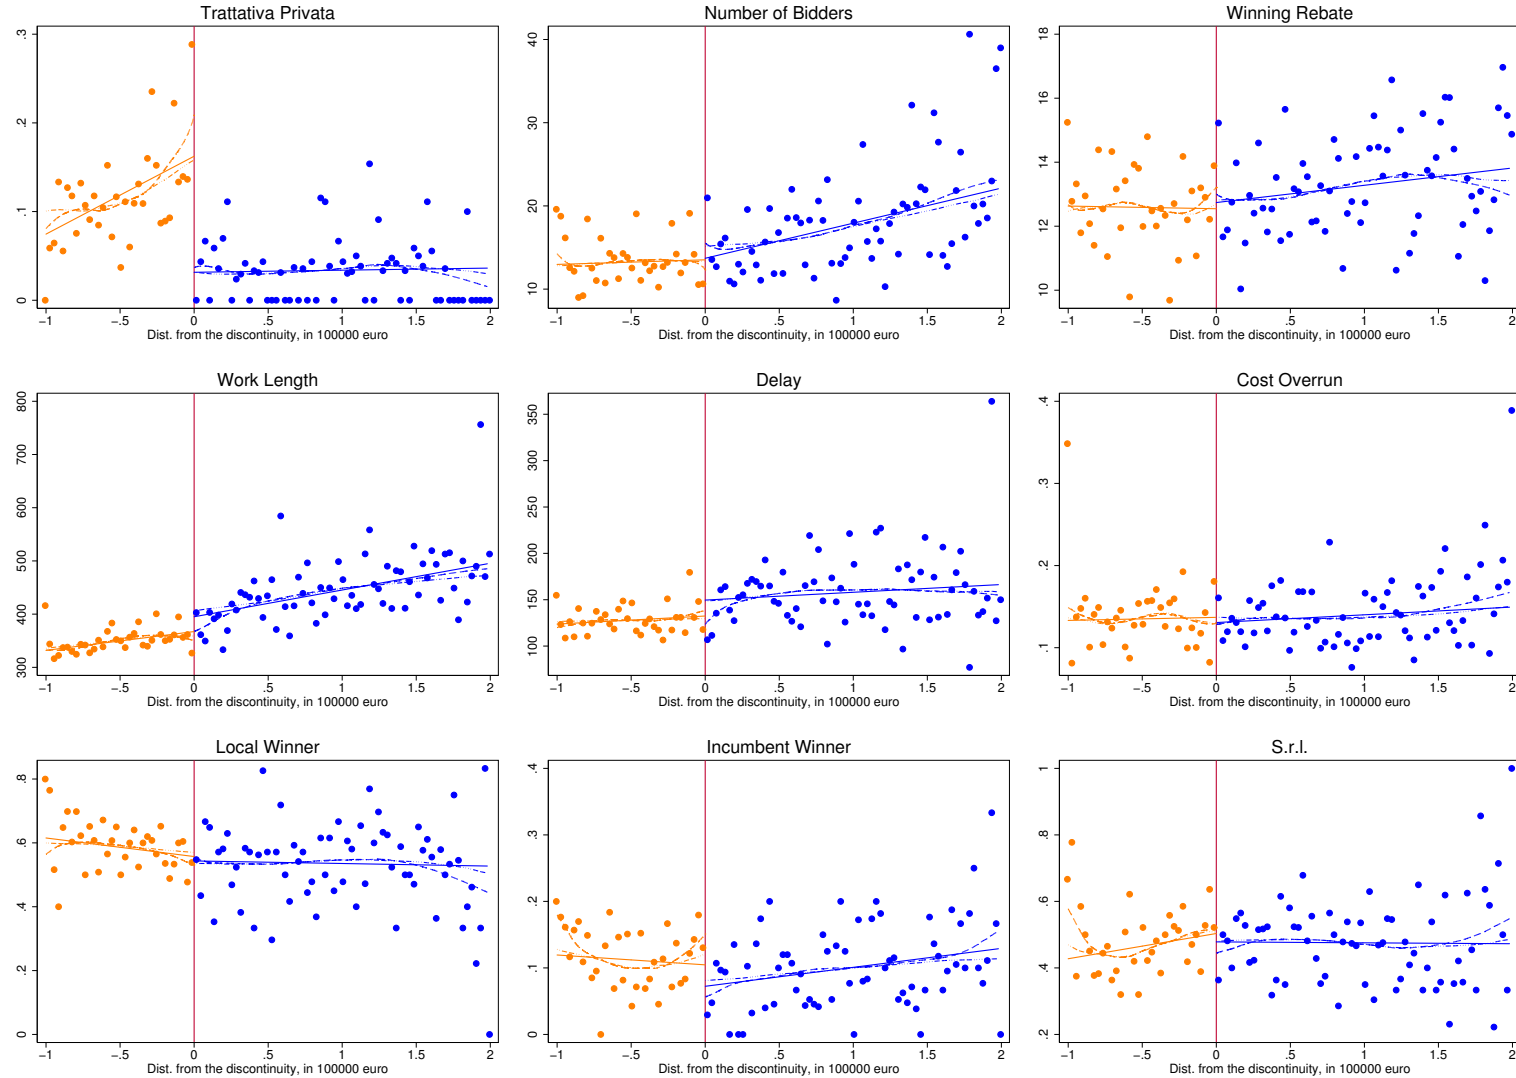 Trattativa Privata
.3
.2
.1
0
−1 −.5 0 .5 1 1.5 2
Dist. from the discontinuity, in 100000 euro
Number of Bidders
40
30
20
10
−1 −.5 0 .5 1 1.5 2
Dist. from the discontinuity, in 100000 euro
Winning Rebate
18
16
14
12
10
−1 −.5 0 .5 1 1.5 2
Dist. from the discontinuity, in 100000 euro
Work Length
800
700
600
500
400
300
−1 −.5 0 .5 1 1.5 2
Dist. from the discontinuity, in 100000 euro
Delay
350
300
250
200
150
100
−1 −.5 0 .5 1 1.5 2
Dist. from the discontinuity, in 100000 euro
Cost Overrun
.4
.3
.2
.1
−1 −.5 0 .5 1 1.5 2
Dist. from the discontinuity, in 100000 euro
Local Winner
.8
.6
.4
.2
0
−1 −.5 0 .5 1 1.5 2
Dist. from the discontinuity, in 100000 euro
Incumbent Winner
.4
.3
.2
.1
0
−1 −.5 0 .5 1 1.5 2
Dist. from the discontinuity, in 100000 euro
S.r.l.
1
.8
.6
.4
.2
−1 −.5 0 .5 1 1.5 2
Dist. from the discontinuity, in 100000 euro